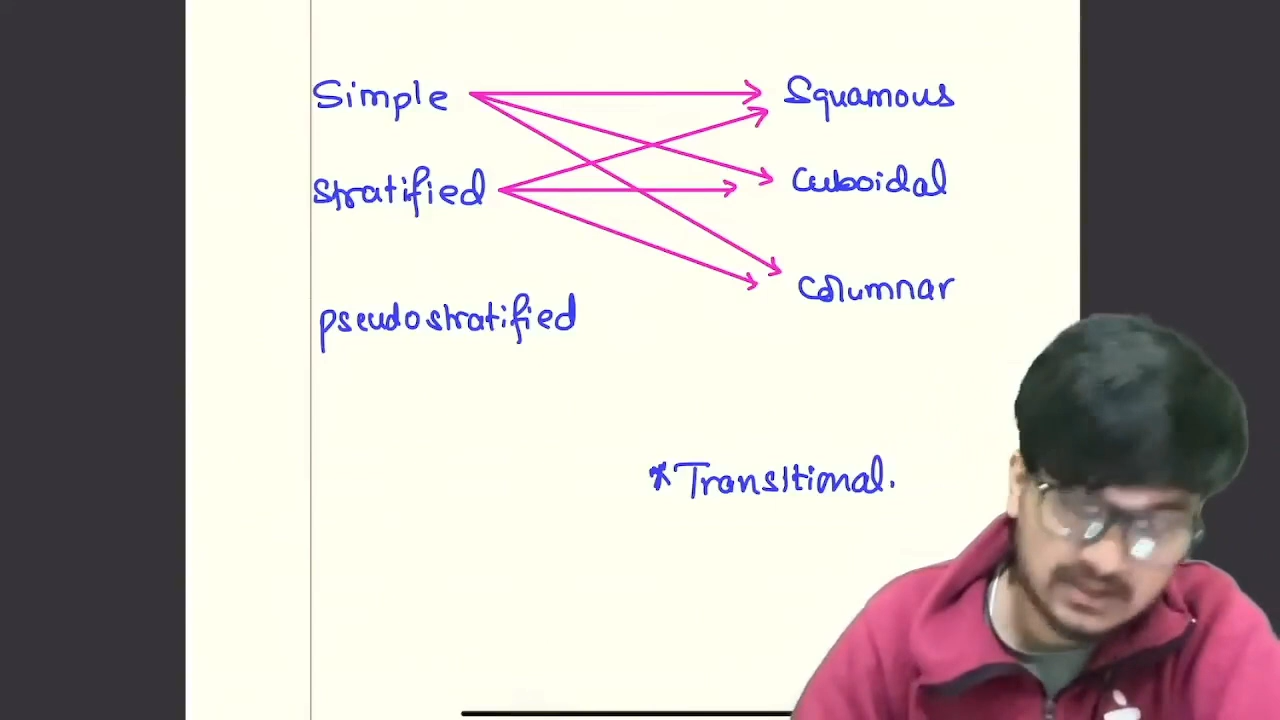 Simple Squamous
stratified cuboidal
columnar
pseudostratified
*Transitional.